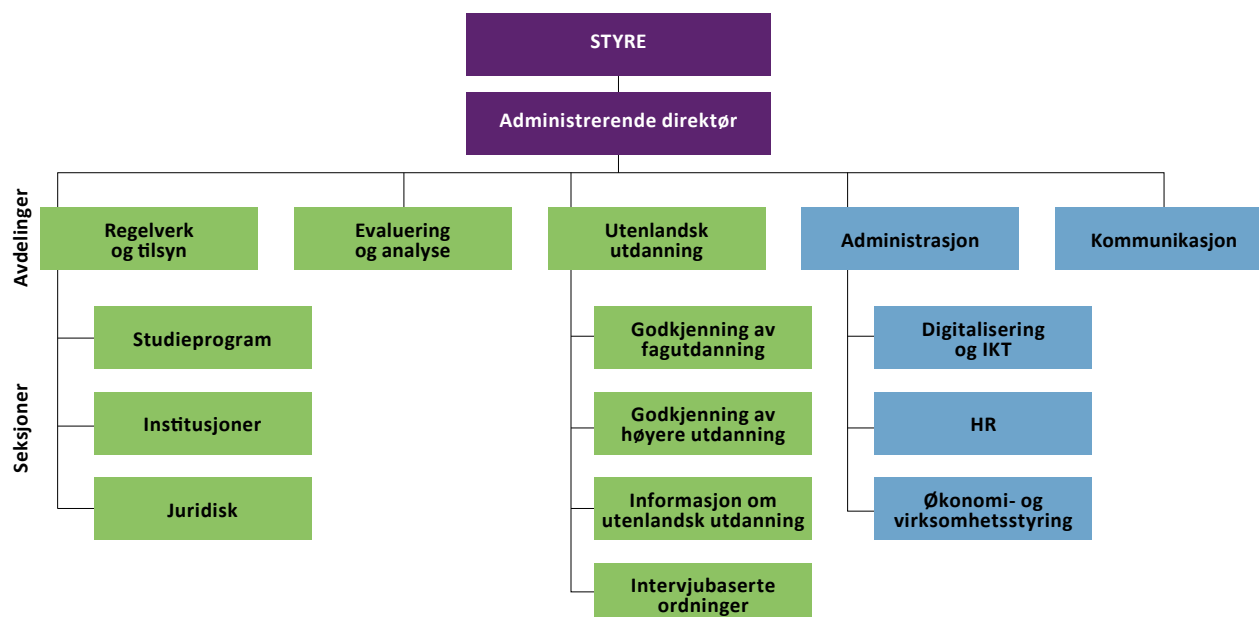 STYRE
Administrerende direktør
Avdelinger
Regelverk
og tilsyn
Evaluering
og analyse
Utenlandsk
utdanning
Administrasjon
Kommunikasjon
Seksjoner
Studieprogram
Institusjoner
Juridisk
Godkjenning av
fagutdanning
Godkjenning av
høyere utdanning
Informasjon om
utenlandsk utdanning
Intervjubaserte
ordninger
Digitalisering
og IKT
HR
Økonomi- og
virksomhetsstyring